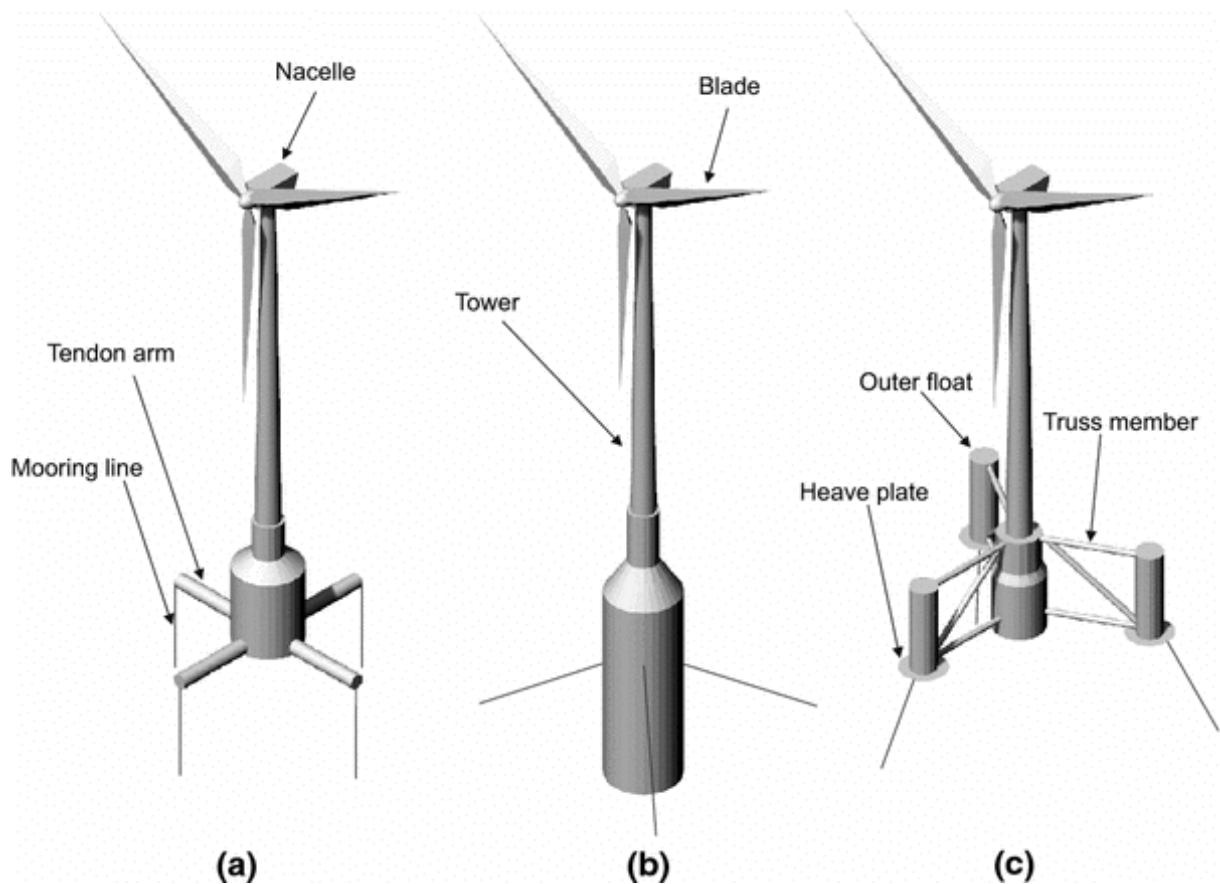 Nacelle
Blade
Tower
Tendon arm
Outer float
Truss member
Mooring line
Heave plate
(a)
(b)
(c)